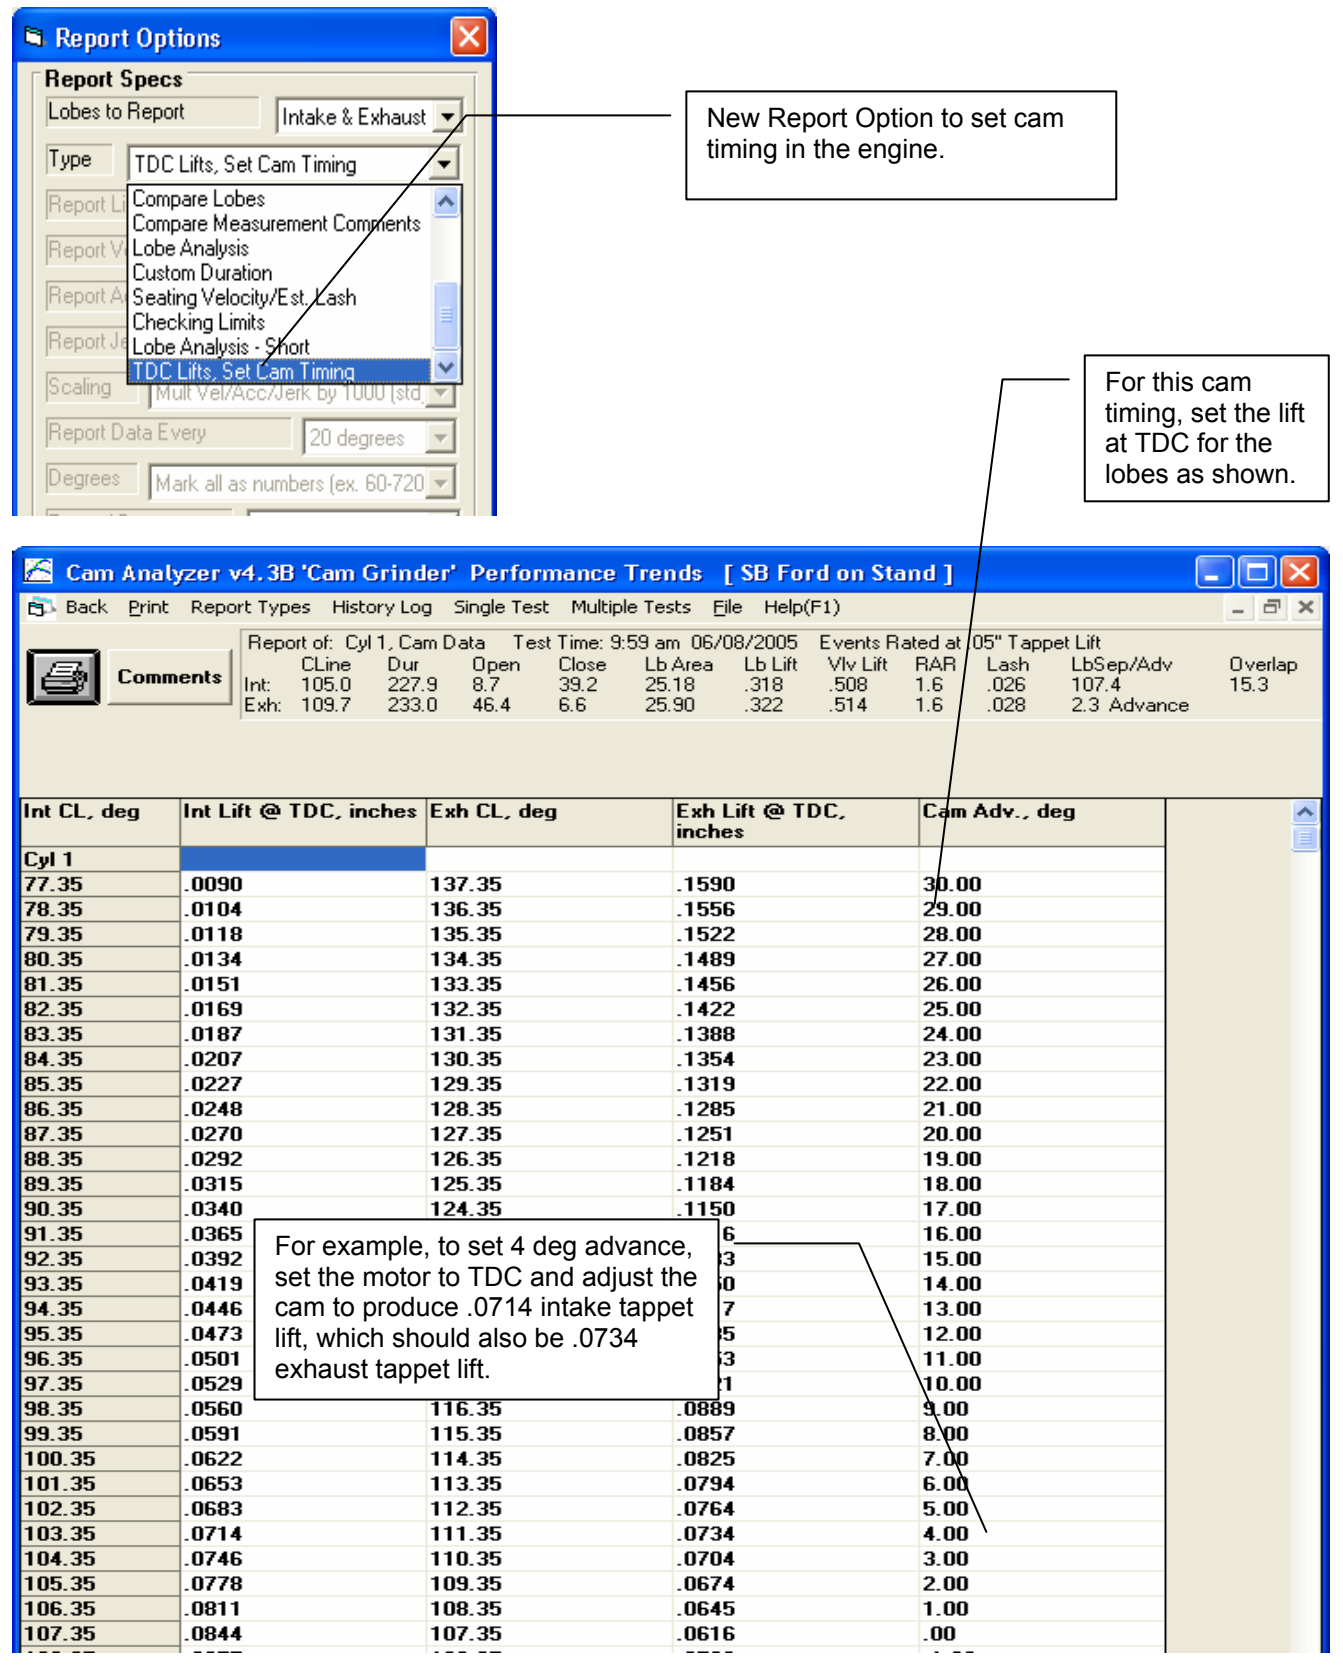 Report Options
Report Specs
Lobes to Report Intake & Exhaust
Type TDC Lifts, Set Cam Timing
Compare Lobes
Report Li
Compare Measurement Comments
Lobe Analysis
Report V
Custom Duration
Seating Velocity/Est. Lash
Checking Limits
Report Je
Lobe Analysis - Short
TDC Lifts, Set Cam Timing
Scaling Mult Vel/Acc/Jerk by 1000 (std,
Report Data Every 20 degrees
Degrees Mark all as numbers (ex. 60-720
New Report Option to set cam
timing in the engine.
For this cam
timing, set the lift
at TDC for the
lobes as shown.
Cam Analyzer v4.3B 'Cam Grinder' Performance Trends [ SB Ford on Stand ]
Back Print Report Types History Log Single Test Multiple Tests File Help(F1)
Comments
Report of: Cyl 1, Cam Data Test Time: 9:59 am 06/08/2005 Events Rated at .05" Tappet Lift
CLine Dur Open Close Lb Area Lb Lift Vlv Lift RAR Lash LbSep/Adv Overlap
Int: 105.0 227.9 8.7 39.2 25.18 .318 .508 1.6 .026 107.4 15.3
Exh: 109.7 233.0 46.4 6.6 25.90 .322 .514 1.6 .028 2.3 Advance
Int CL, deg Int Lift @ TDC, inches Exh CL, deg Exh Lift @ TDC, inches Cam Adv., deg
Cyl 1
77.35 .0090 137.35 .1590 30.00
78.35 .0104 136.35 .1556 29.00
79.35 .0118 135.35 .1522 28.00
80.35 .0134 134.35 .1489 27.00
81.35 .0151 133.35 .1456 26.00
82.35 .0169 132.35 .1422 25.00
83.35 .0187 131.35 .1388 24.00
84.35 .0207 130.35 .1354 23.00
85.35 .0227 129.35 .1319 22.00
86.35 .0248 128.35 .1285 21.00
87.35 .0270 127.35 .1251 20.00
88.35 .0292 126.35 .1218 19.00
89.35 .0315 125.35 .1184 18.00
90.35 .0340 124.35 .1150 17.00
91.35 .0365 6 16.00
92.35 .0392 33 15.00
93.35 .0419 0 14.00
94.35 .0446 7 13.00
95.35 .0473 5 12.00
96.35 .0501 3 11.00
97.35 .0529 1 10.00
98.35 .0560 116.35 .0889 9.00
99.35 .0591 115.35 .0857 8.00
100.35 .0622 114.35 .0825 7.00
101.35 .0653 113.35 .0794 6.00
102.35 .0683 112.35 .0764 5.00
103.35 .0714 111.35 .0734 4.00
104.35 .0746 110.35 .0704 3.00
105.35 .0778 109.35 .0674 2.00
106.35 .0811 108.35 .0645 1.00
107.35 .0844 107.35 .0616 .00
For example, to set 4 deg advance,
set the motor to TDC and adjust the
cam to produce .0714 intake tappet
lift, which should also be .0734
exhaust tappet lift.